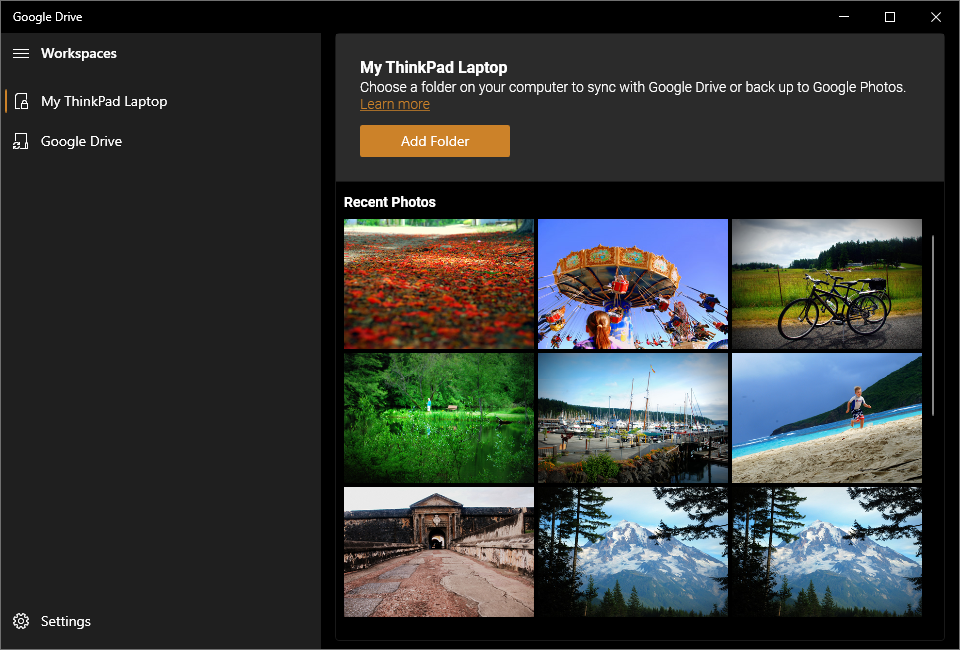 Google Drive
Workspaces
My ThinkPad Laptop
Google Drive
Settings
My ThinkPad Laptop
Choose a folder on your computer to sync with Google Drive or back up to Google Photos.
Learn more
Add Folder
Recent Photos